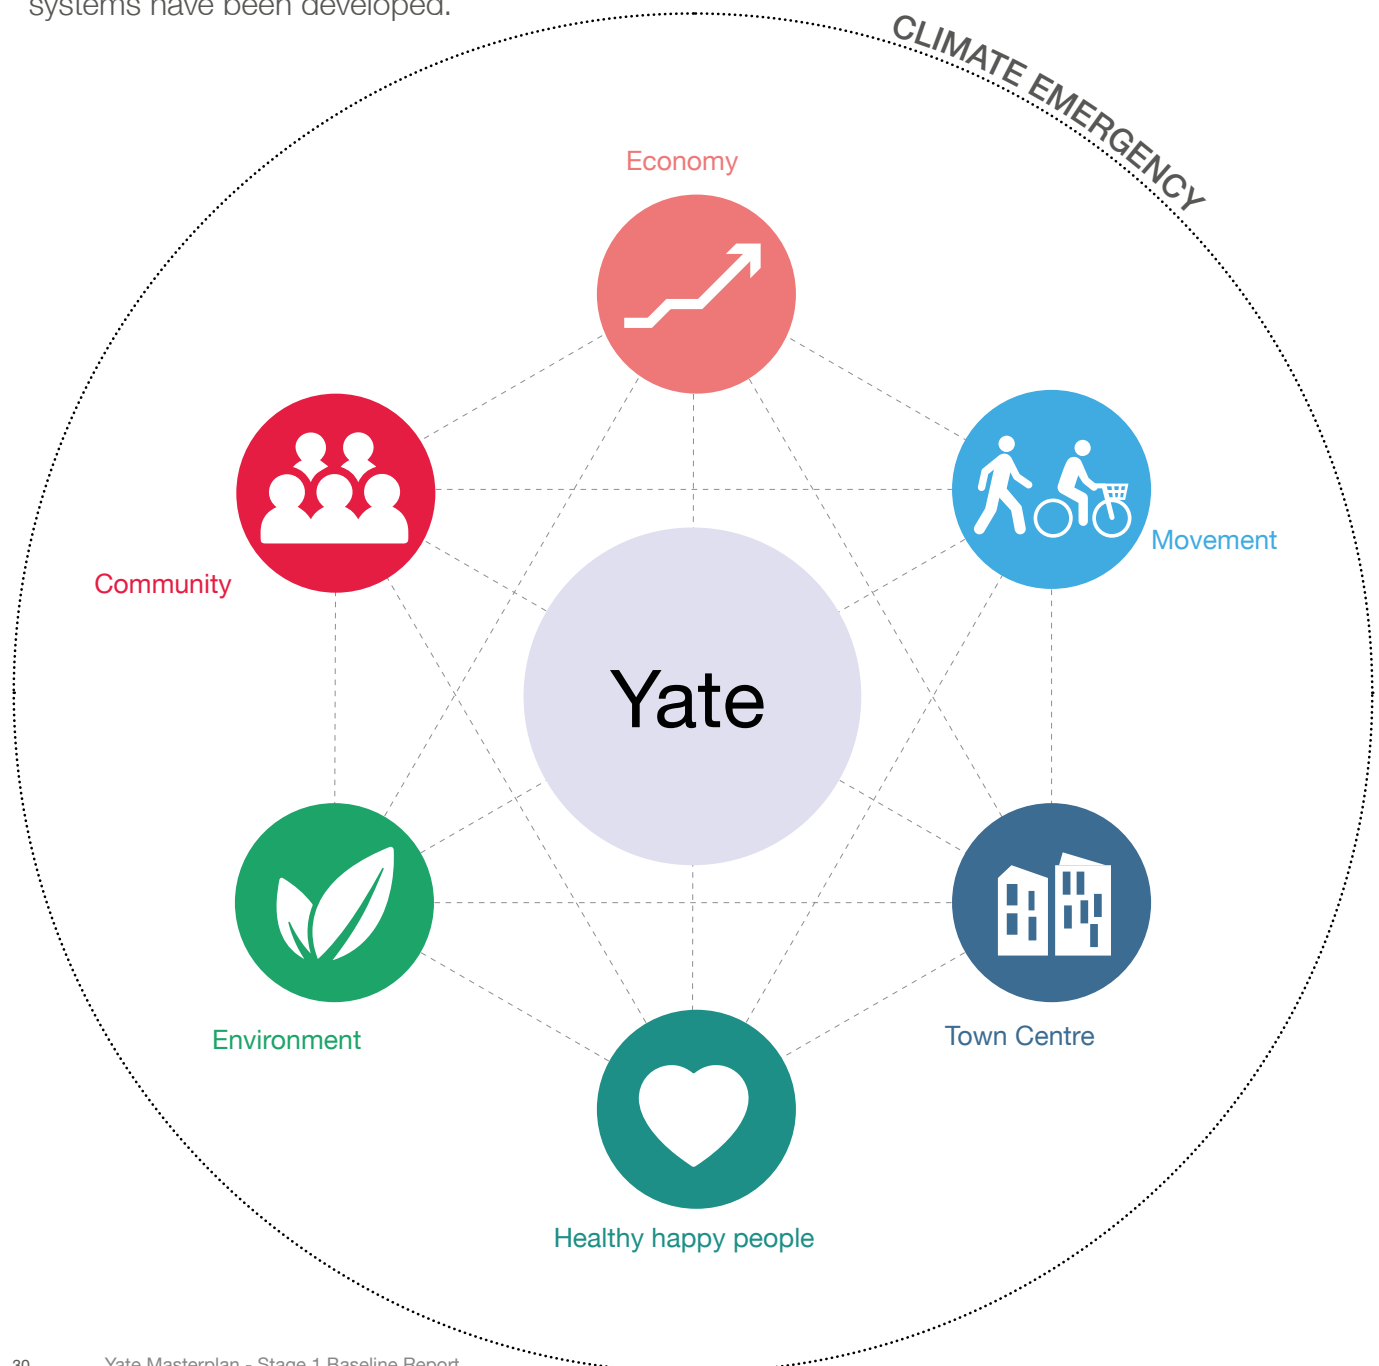 systems have been developed.
CLIMATE EMERGENCY
Economy
Movement
Community
Yate
Environment
Town Centre
Healthy happy people
30
Yate Masterplan - Stage 1 Baseline Report